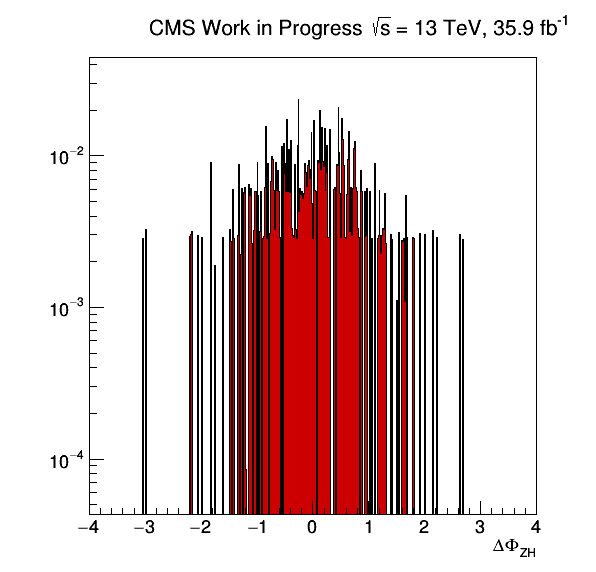 CMS Work in Progress √s = 13 TeV, 35.9 fb⁻¹
10⁻²
10⁻³
10⁻⁴
−4 −3 −2 −1 0 1 2 3 4
ΔΦ_ZH